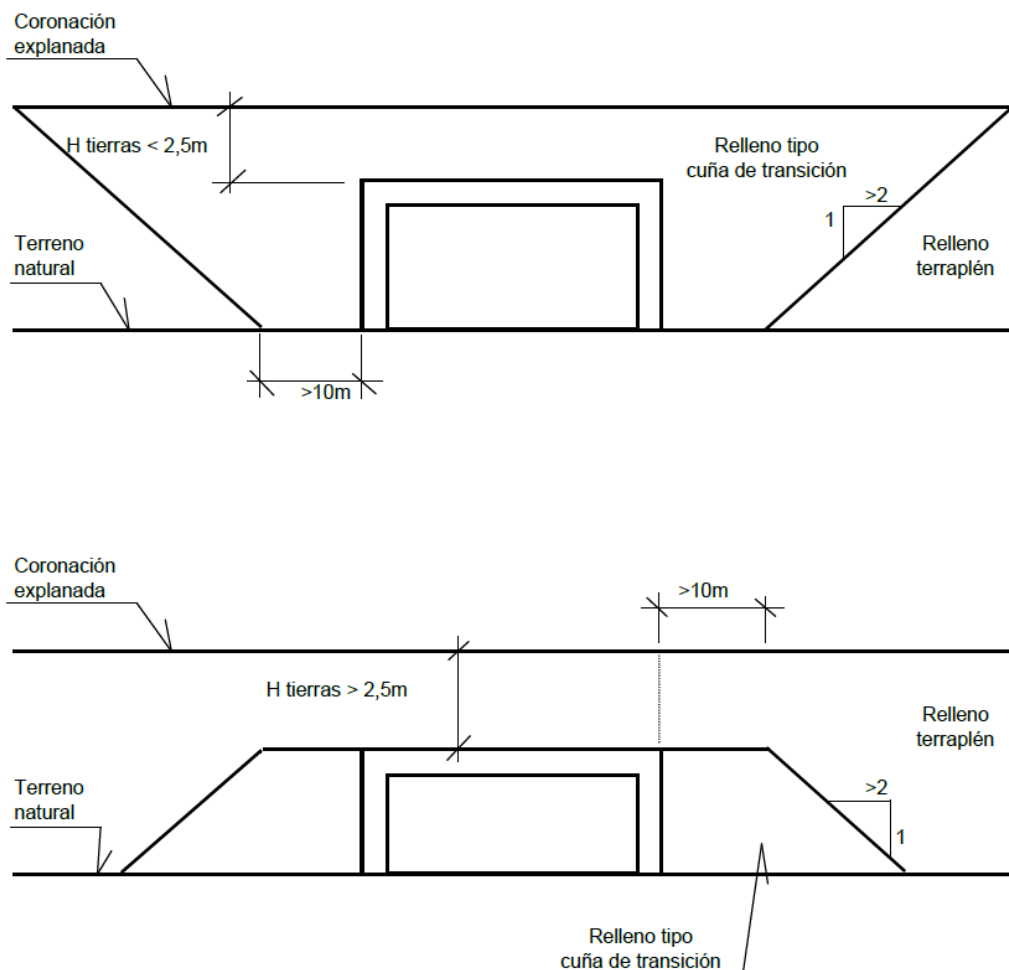 Coronación
explanada
H tierras < 2,5m
Relleno tipo
cuña de transición
>2
1
Terreno
natural
Relleno
terraplén
>10m
Coronación
explanada
>10m
H tierras > 2,5m
Relleno
terraplén
Terreno
natural
>2
1
Relleno tipo
cuña de transición